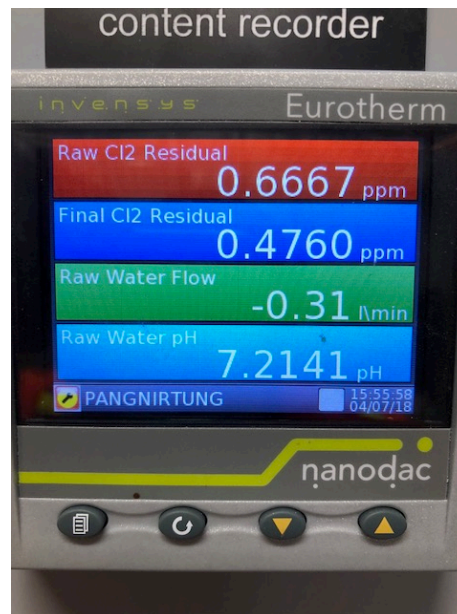 content recorder
invensys
Eurotherm
Raw Cl2 Residual
0.6667 ppm
Final Cl2 Residual
0.4760 ppm
Raw Water Flow
-0.31 l\min
Raw Water pH
7.2141 pH
PANGNIRTUNG
15:55:58
04/07/18
nanodac